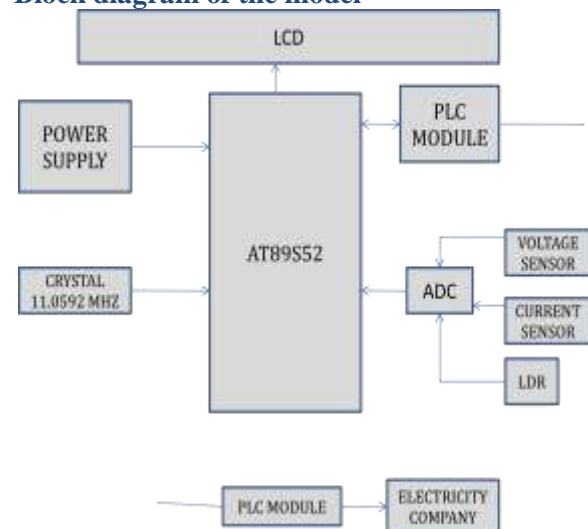 Block diagram of the model
LCD
POWER
SUPPLY
PLC
MODULE
AT89S52
VOLTAGE
SENSOR
CRYSTAL
11.0592 MHZ
ADC
CURRENT
SENSOR
LDR
PLC MODULE
ELECTRICITY
COMPANY